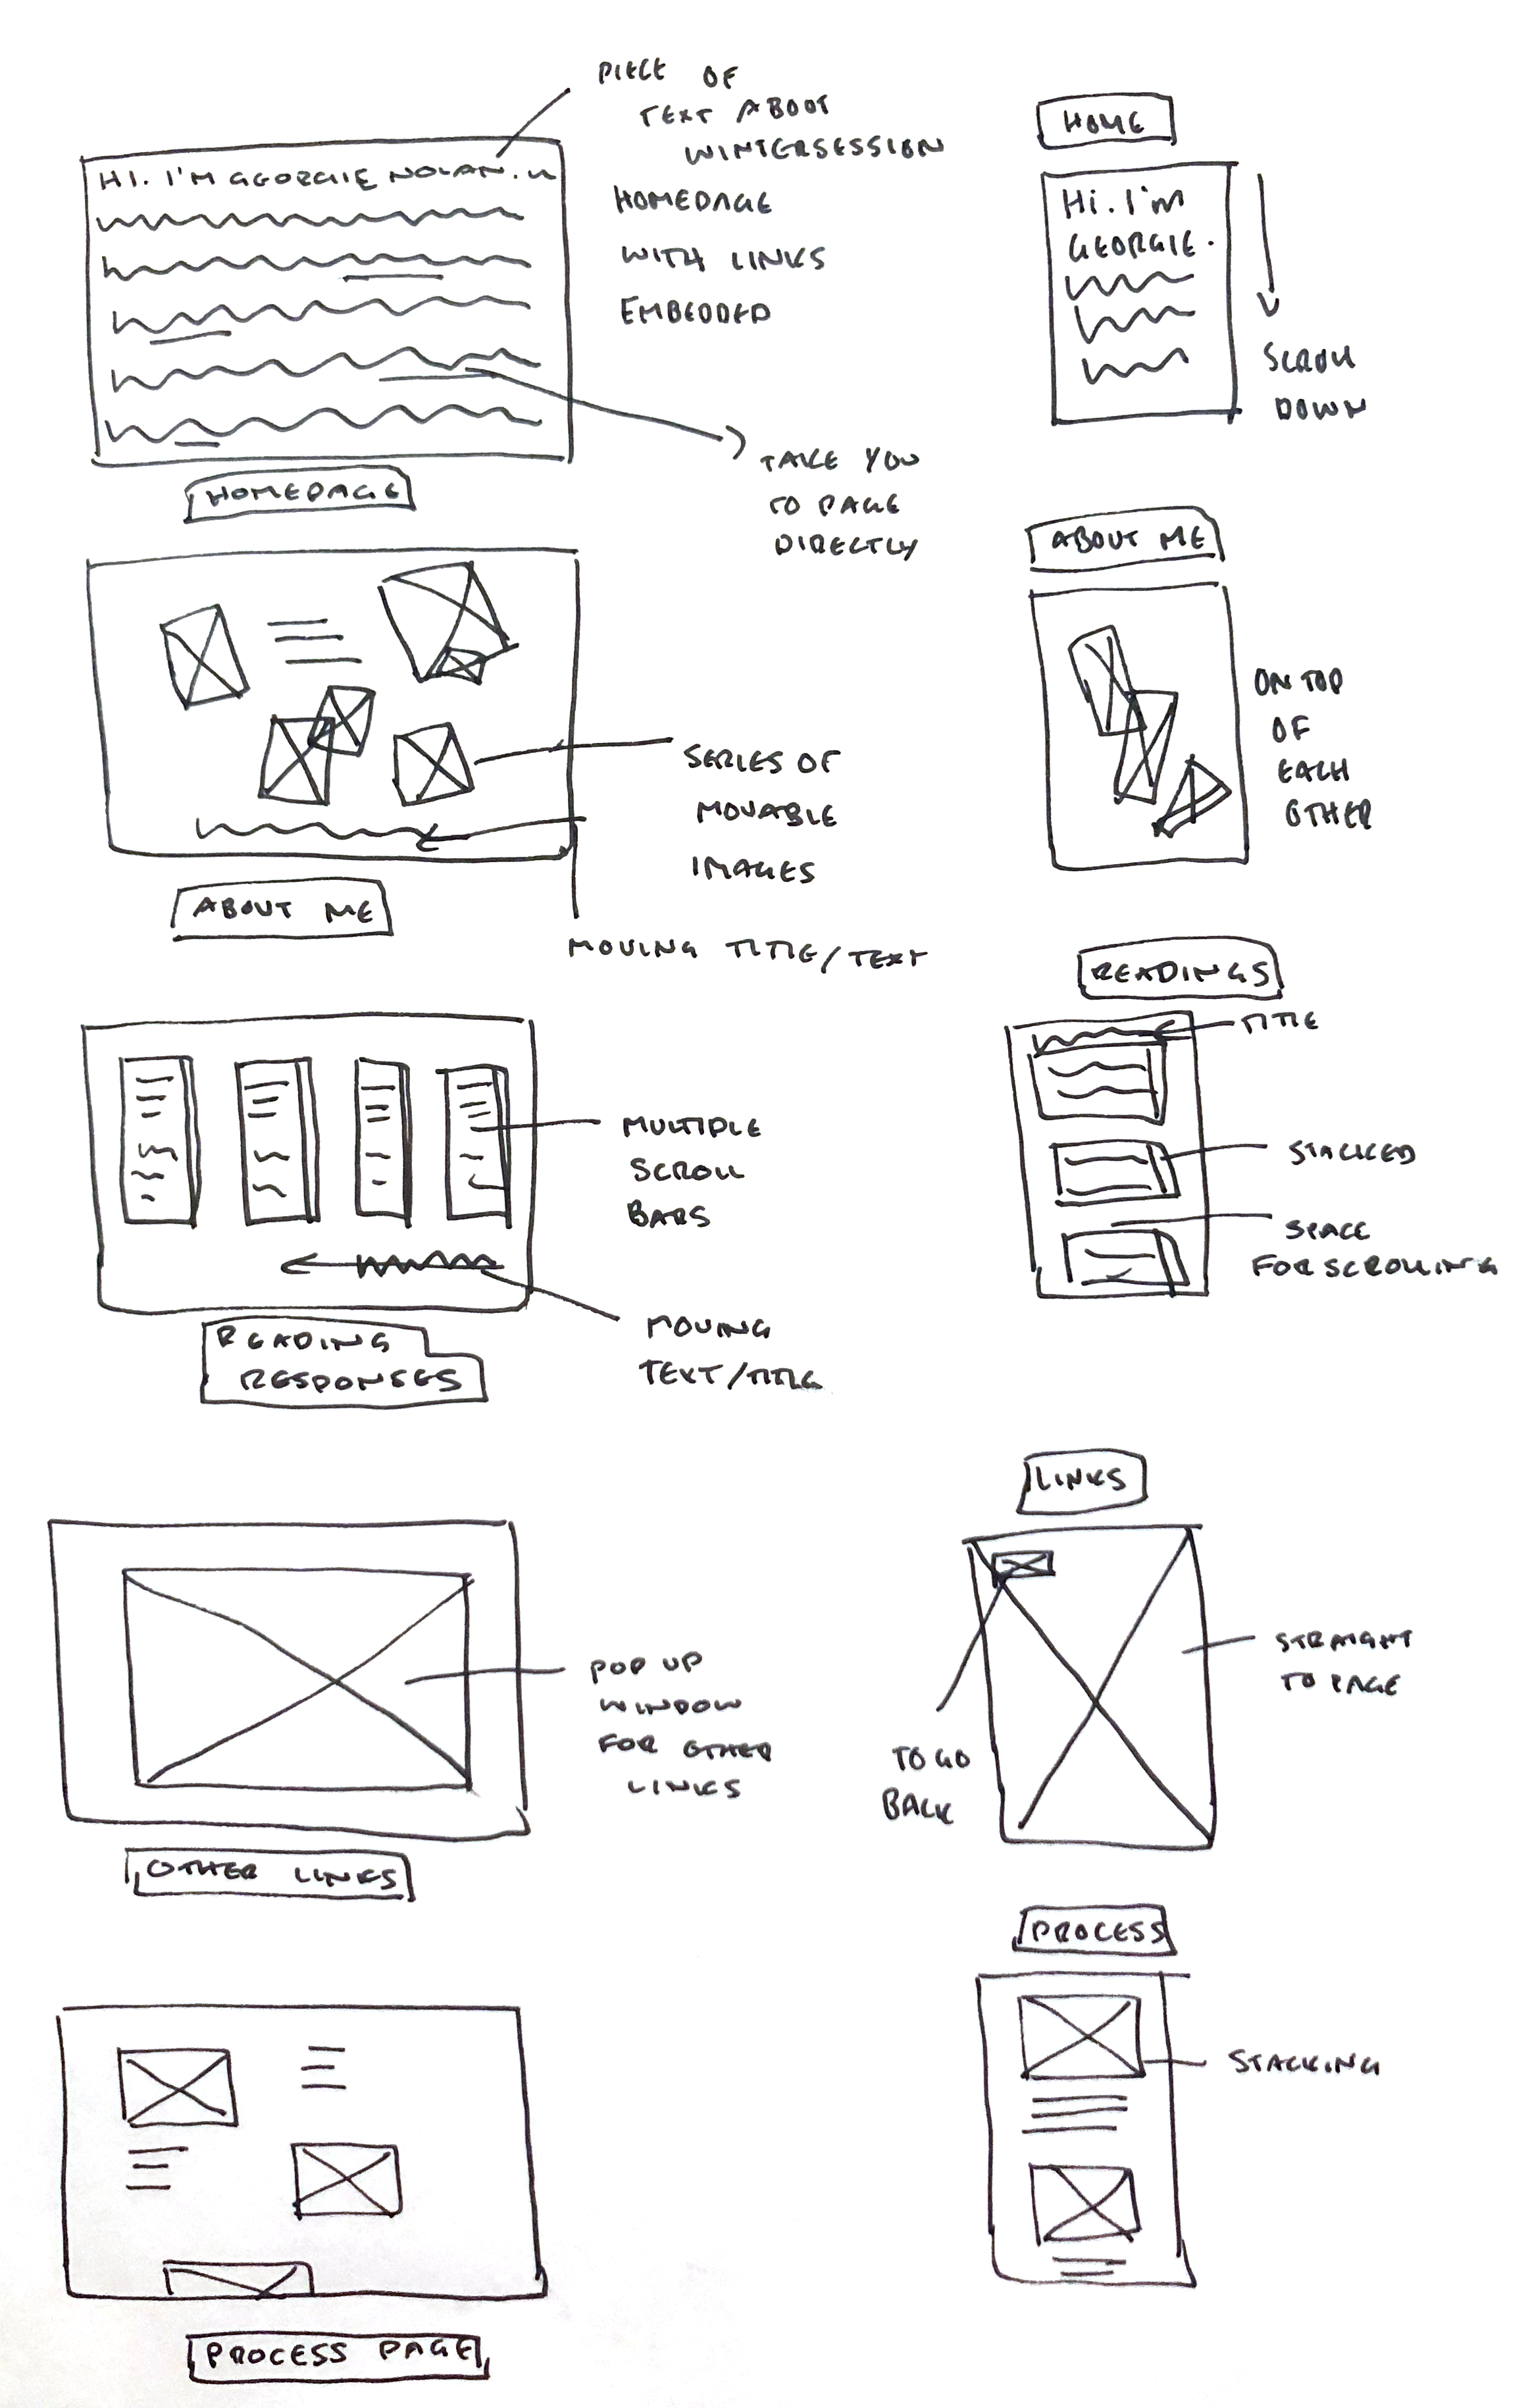 PIECE OF
TEXT ABOUT
WINTERSESSION
HI. I'M GEORGIE NOLAN.
HOMEPAGE
WITH LINKS
EMBEDDED
TAKE YOU
TO PAGE
DIRECTLY
HOMEPAGE
SERIES OF
MOVABLE
IMAGES
ABOUT ME
MOVING TITLE/TEXT
MULTIPLE
SCROLL
BARS
MOVING
TEXT/TITLE
READING
RESPONSES
POP UP
WINDOW
FOR OTHER
LINKS
OTHER LINKS
PROCESS PAGE
HOME
Hi. I'm
GEORGIE.
SCROLL
DOWN
ABOUT ME
ON TOP
OF
EACH
OTHER
READINGS
TITLE
STACKED
SPACE
FOR SCROLLING
LINKS
STRAIGHT
TO PAGE
TO GO
BACK
PROCESS
STACKING